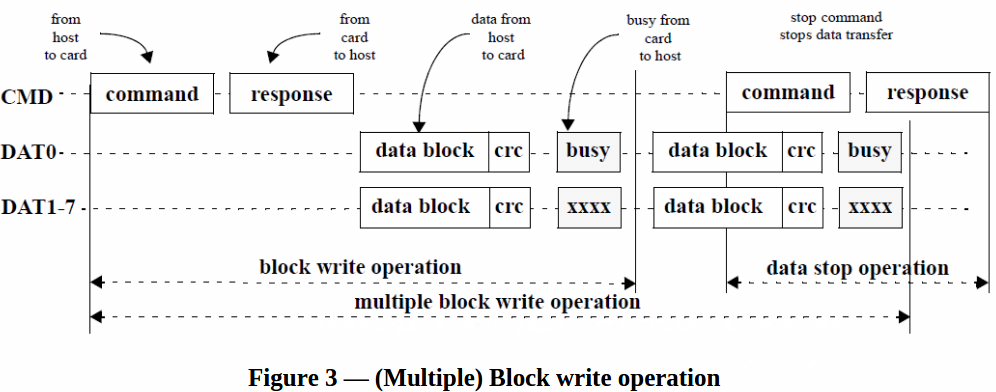 from
host
to card
from
card
to host
data from
host
to card
busy from
card
to host
stop command
stops data transfer
CMD
command
response
command
response
DAT0
data block
crc
busy
data block
crc
busy
DAT1-7
data block
crc
xxxx
data block
crc
xxxx
block write operation
data stop operation
multiple block write operation
Figure 3 — (Multiple) Block write operation